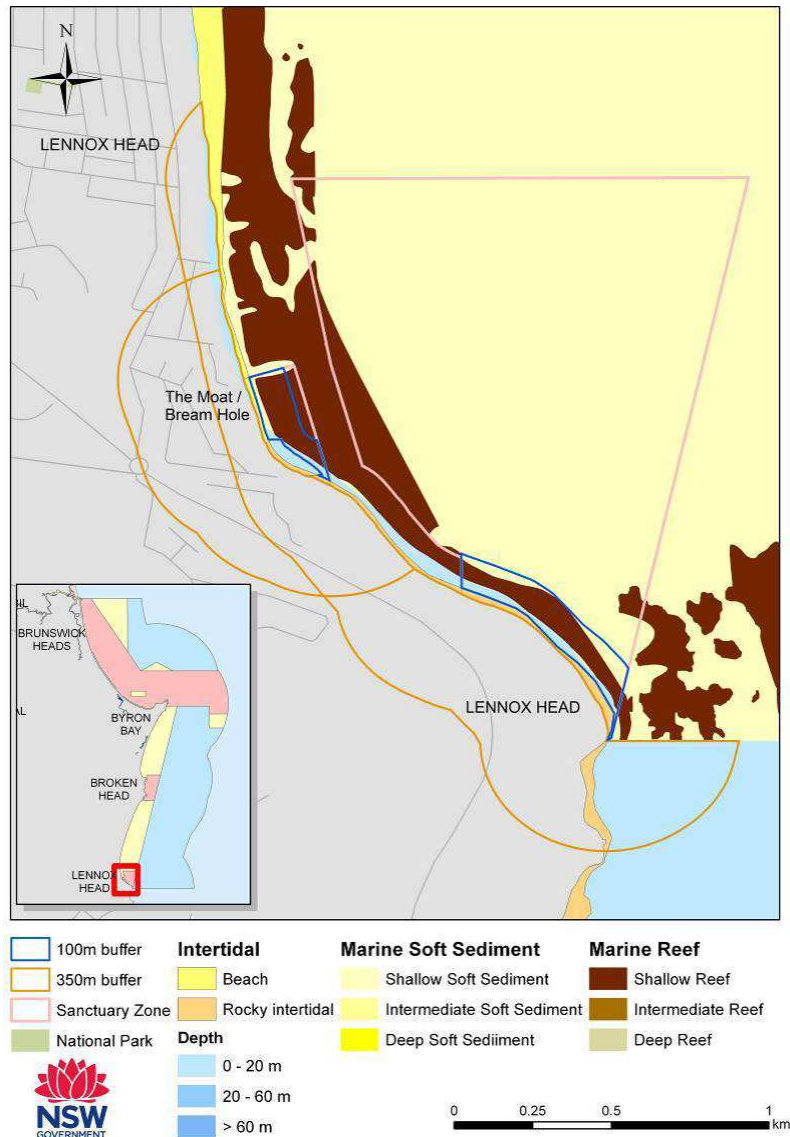 N
LENNOX HEAD
The Moat /
Bream Hole
LENNOX HEAD
BRUNSWICK
HEADS
BYRON
BAY
BROKEN
HEAD
LENNOX
HEAD
100m buffer
350m buffer
Sanctuary Zone
National Park
Intertidal
Beach
Rocky intertidal
Depth
0 - 20 m
20 - 60 m
> 60 m
Marine Soft Sediment
Shallow Soft Sediment
Intermediate Soft Sediment
Deep Soft Sediiment
Marine Reef
Shallow Reef
Intermediate Reef
Deep Reef
NSW
GOVERNMENT
0 0.25 0.5 1
km